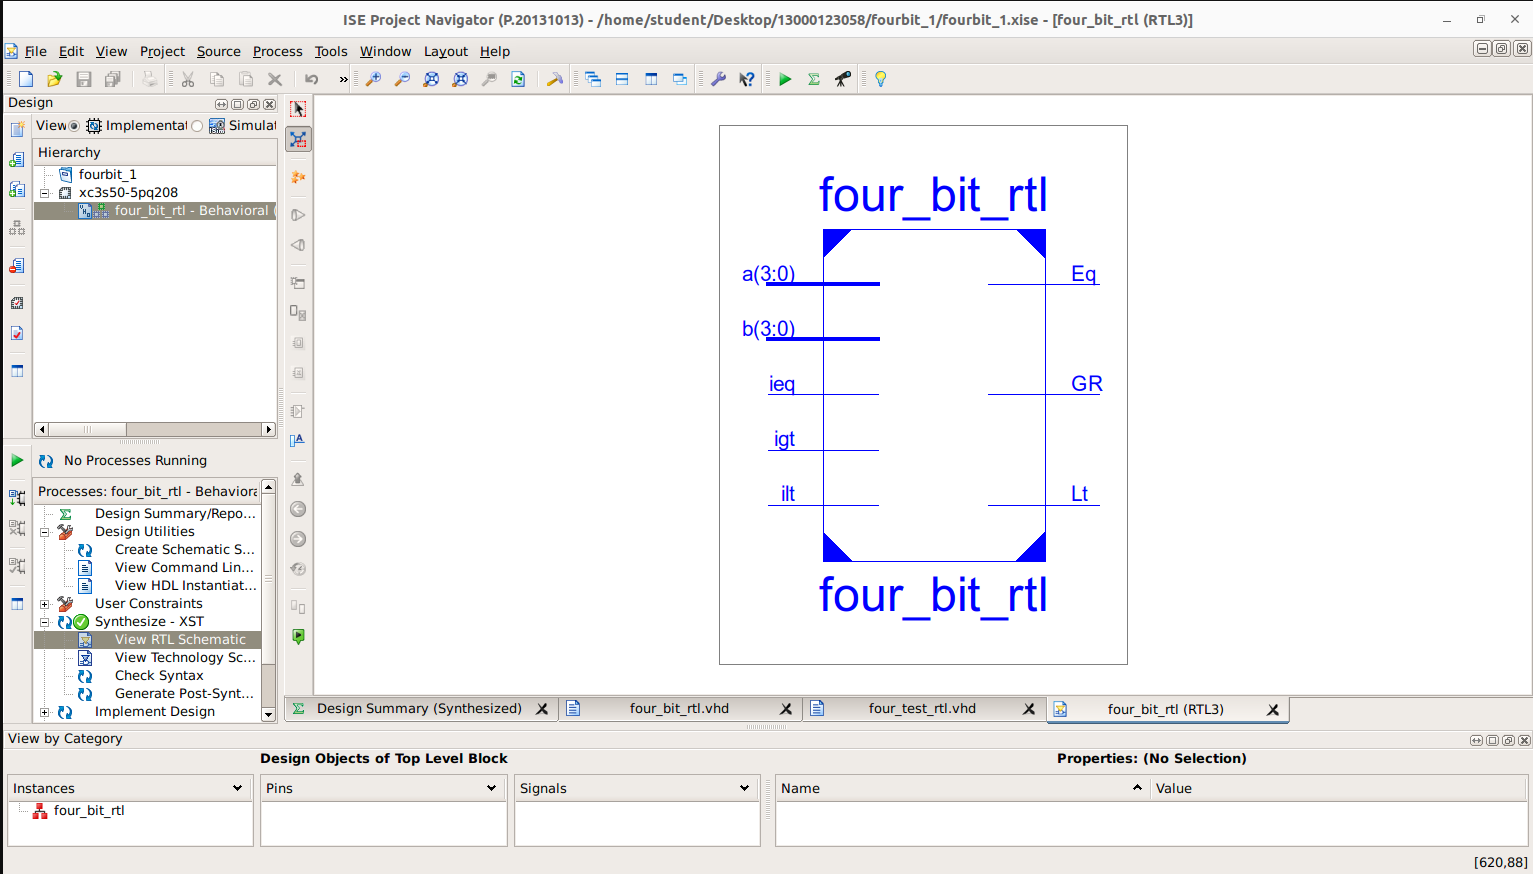 ISE Project Navigator (P.20131013) - /home/student/Desktop/13000123058/fourbit_1/fourbit_1.xise - [four_bit_rtl (RTL3)]
File Edit View Project Source Process Tools Window Layout Help
»
Design
View Implementat Simulat
Hierarchy
fourbit_1
xc3s50-5pq208
four_bit_rtl - Behavioral (
No Processes Running
Processes: four_bit_rtl - Behaviora
Design Summary/Repo...
Design Utilities
Create Schematic S...
View Command Lin...
View HDL Instantiat...
User Constraints
Synthesize - XST
View RTL Schematic
View Technology Sc...
Check Syntax
Generate Post-Synt...
Implement Design
four_bit_rtl
a(3:0) Eq
b(3:0)
ieq GR
igt
ilt Lt
four_bit_rtl
Design Summary (Synthesized) four_bit_rtl.vhd four_test_rtl.vhd four_bit_rtl (RTL3)
View by Category
Design Objects of Top Level Block Properties: (No Selection)
Instances Pins Signals Name Value
four_bit_rtl
[620,88]